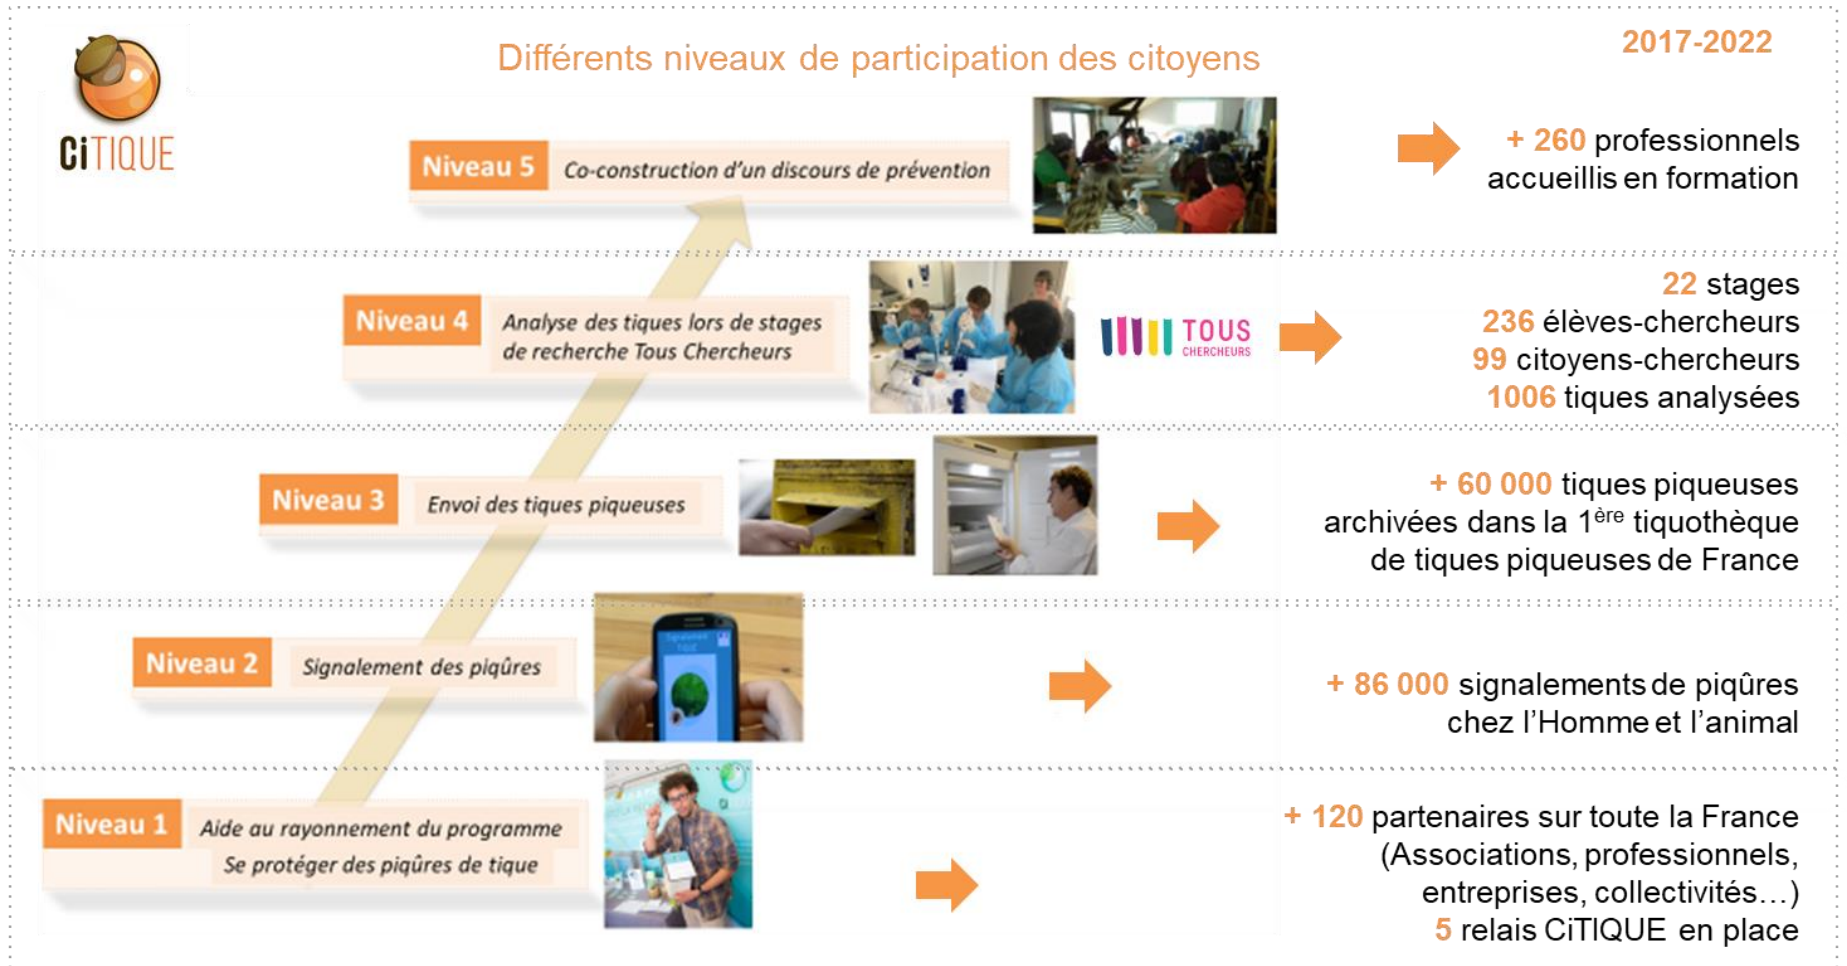 CiTIQUE
Différents niveaux de participation des citoyens
2017-2022
Niveau 5
Co-construction d'un discours de prévention
+ 260 professionnels
accueillis en formation
Niveau 4
Analyse des tiques lors de stages
de recherche Tous Chercheurs
TOUS
CHERCHEURS
22 stages
236 élèves-chercheurs
99 citoyens-chercheurs
1006 tiques analysées
Niveau 3
Envoi des tiques piqueuses
+ 60 000 tiques piqueuses
archivées dans la 1ère tiquothèque
de tiques piqueuses de France
Niveau 2
Signalement des piqûres
+ 86 000 signalements de piqûres
chez l'Homme et l'animal
Niveau 1
Aide au rayonnement du programme
Se protéger des piqûres de tique
+ 120 partenaires sur toute la France
(Associations, professionnels,
entreprises, collectivités…)
5 relais CiTIQUE en place